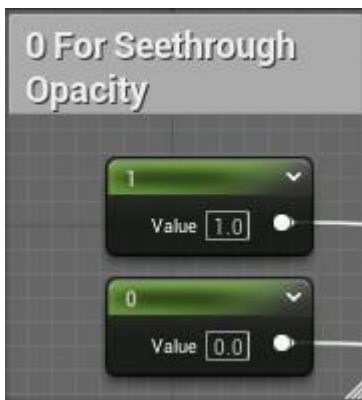 0 For Seethrough
Opacity
1
Value 1.0
0
Value 0.0